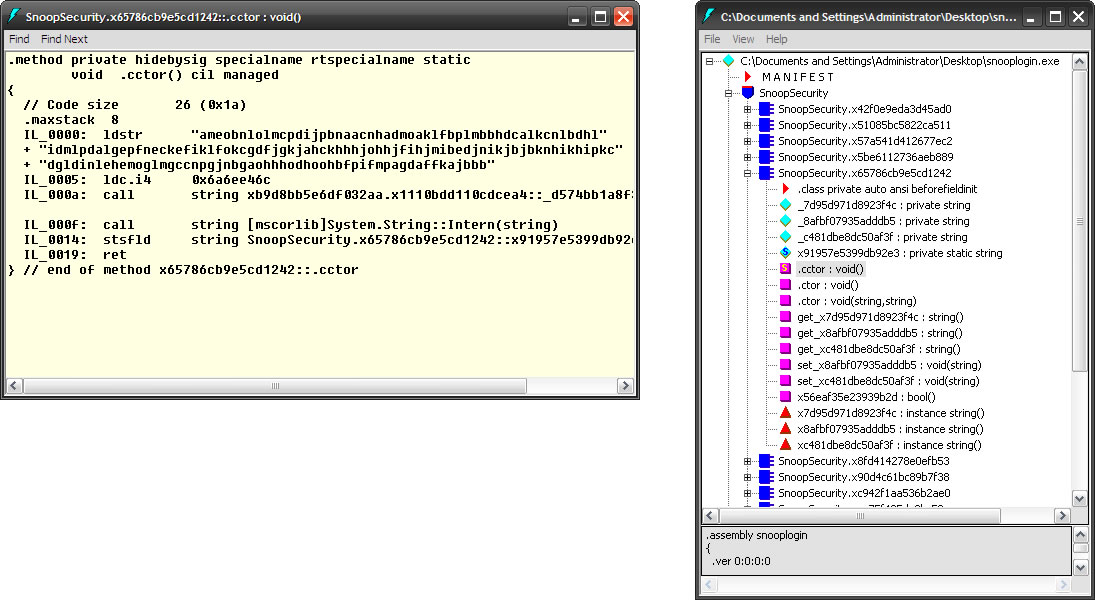 SnoopSecurity.x65786cb9e5cd1242::.cctor : void()
Find Find Next
.method private hidebysig specialname rtspecialname static
void .cctor() cil managed
{
// Code size 26 (0x1a)
.maxstack 8
IL_0000: ldstr "ameobnlolmcpdijpbnaacnhadmoaklfbplmbbhdcalkcnlbdhl"
+ "idmlpdalgepfneckefiklfokcgdfjgkjahckhhhjohhjfihjmibedjnikjbjbknhikhipkc"
+ "dgldinlehemoglmgccnpgjnbgaohhhodhoohbfpifmpagdaffkajbbb"
IL_0005: ldc.i4 0x6a6ee46c
IL_000a: call string xb9d8bb5e6df032aa.x1110bdd110cdcea4::_d574bb1a8f3
IL_000f: call string [mscorlib]System.String::Intern(string)
IL_0014: stsfld string SnoopSecurity.x65786cb9e5cd1242::x91957e5399db92e
IL_0019: ret
} // end of method x65786cb9e5cd1242::.cctor
C:\Documents and Settings\Administrator\Desktop\sn...
File View Help
C:\Documents and Settings\Administrator\Desktop\snooplogin.exe
M A N I F E S T
SnoopSecurity
SnoopSecurity.x42f0e9eda3d45ad0
SnoopSecurity.x51085bc5822ca511
SnoopSecurity.x57a541d412677ec2
SnoopSecurity.x5be6112736aeb889
SnoopSecurity.x65786cb9e5cd1242
.class private auto ansi beforefieldinit
_7d95d971d8923f4c : private string
_8afbf07935adddb5 : private string
_c481dbe8dc50af3f : private string
x91957e5399db92e3 : private static string
.cctor : void()
.ctor : void()
.ctor : void(string,string)
get_x7d95d971d8923f4c : string()
get_x8afbf07935adddb5 : string()
get_xc481dbe8dc50af3f : string()
set_x8afbf07935adddb5 : void(string)
set_xc481dbe8dc50af3f : void(string)
x56eaf35e23939b2d : bool()
x7d95d971d8923f4c : instance string()
x8afbf07935adddb5 : instance string()
xc481dbe8dc50af3f : instance string()
SnoopSecurity.x8fd414278e0efb53
SnoopSecurity.x90d4c61bc89b7f38
SnoopSecurity.xc942f1aa536b2ae0
.assembly snooplogin
{
.ver 0:0:0:0